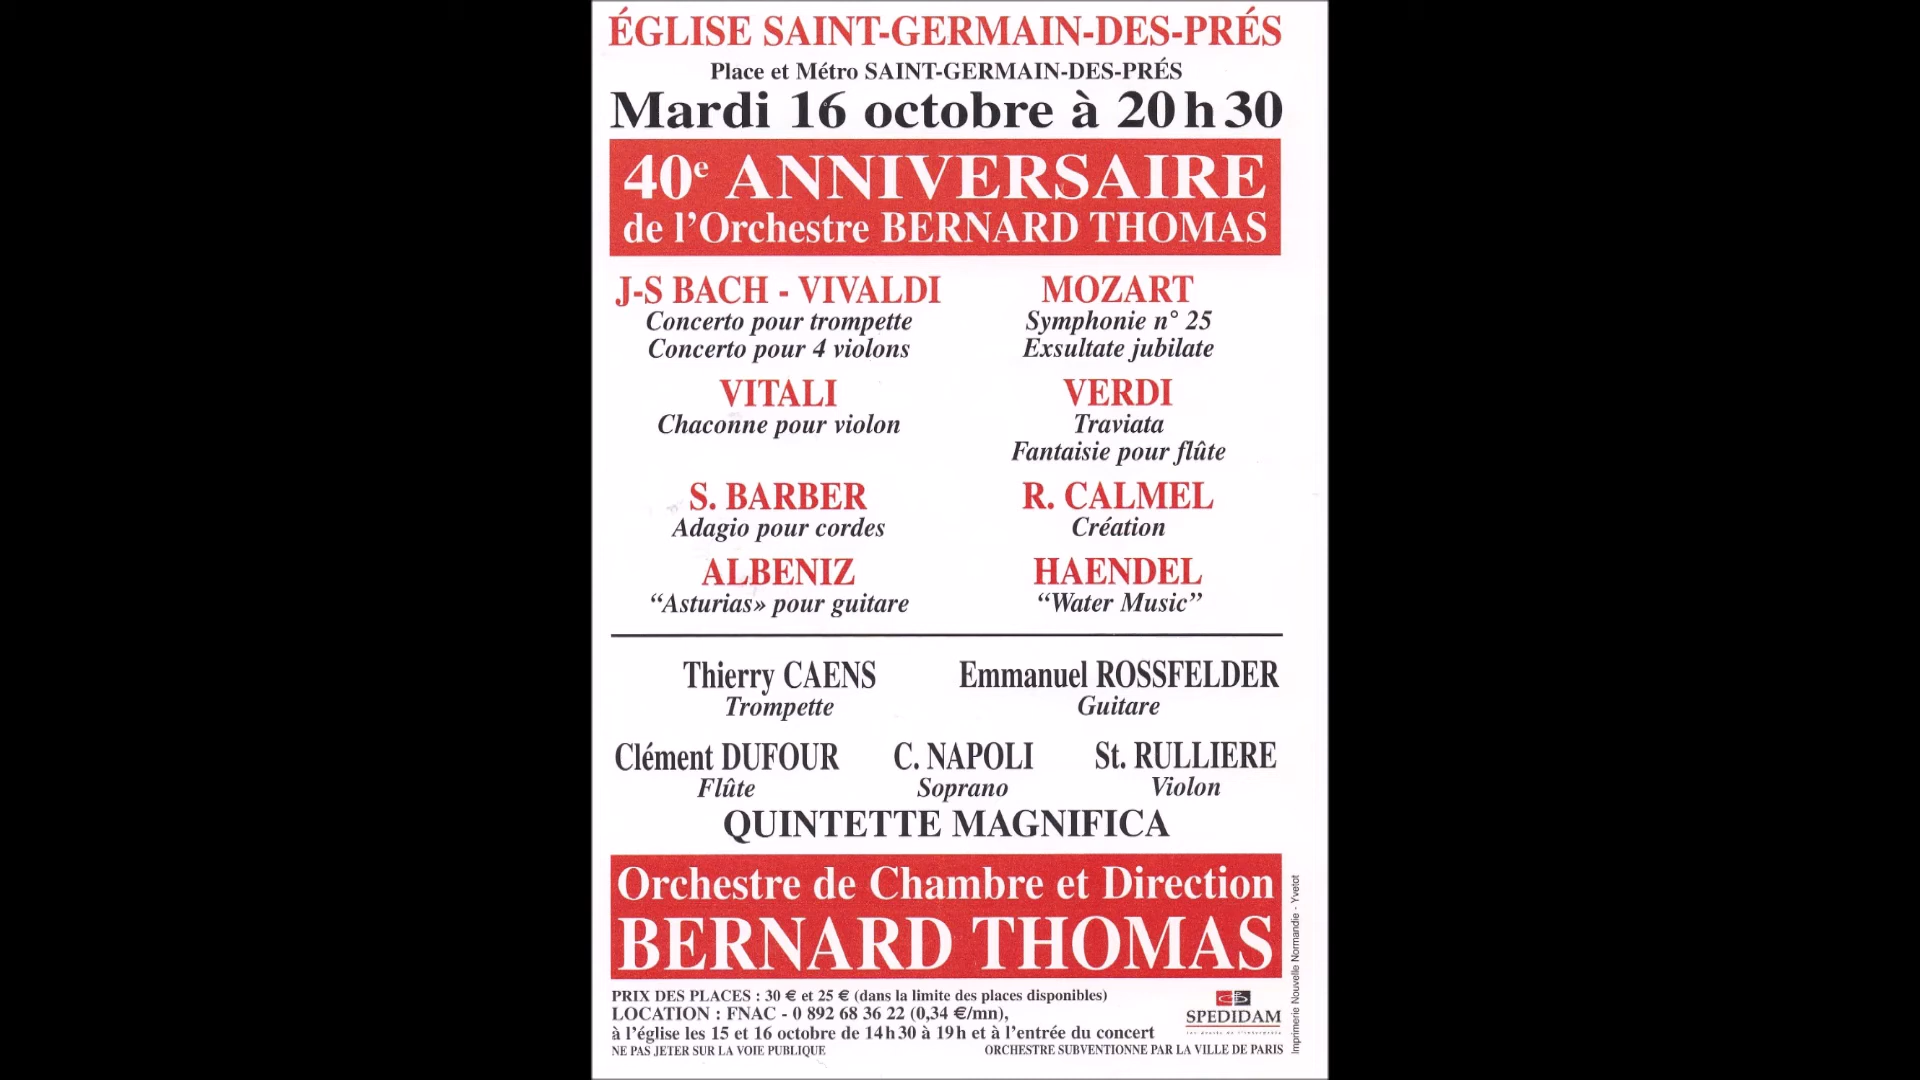 ÉGLISE SAINT-GERMAIN-DES-PRÉS
Place et Métro SAINT-GERMAIN-DES-PRÉS
Mardi 16 octobre à 20 h 30
40e ANNIVERSAIRE
de l'Orchestre BERNARD THOMAS
J-S BACH - VIVALDI
Concerto pour trompette
Concerto pour 4 violons
MOZART
Symphonie n° 25
Exsultate jubilate
VITALI
Chaconne pour violon
VERDI
Traviata
Fantaisie pour flûte
S. BARBER
Adagio pour cordes
R. CALMEL
Création
ALBENIZ
“Asturias» pour guitare
HAENDEL
“Water Music”
Thierry CAENS
Trompette
Emmanuel ROSSFELDER
Guitare
Clément DUFOUR
Flûte
C. NAPOLI
Soprano
St. RULLIERE
Violon
QUINTETTE MAGNIFICA
Orchestre de Chambre et Direction
BERNARD THOMAS
PRIX DES PLACES : 30 € et 25 € (dans la limite des places disponibles)
LOCATION : FNAC - 0 892 68 36 22 (0,34 €/mn),
à l'église les 15 et 16 octobre de 14 h 30 à 19 h et à l'entrée du concert
NE PAS JETER SUR LA VOIE PUBLIQUE
ORCHESTRE SUBVENTIONNE PAR LA VILLE DE PARIS
SPEDIDAM
Imprimerie Nouvelle Normandie - Yvetot